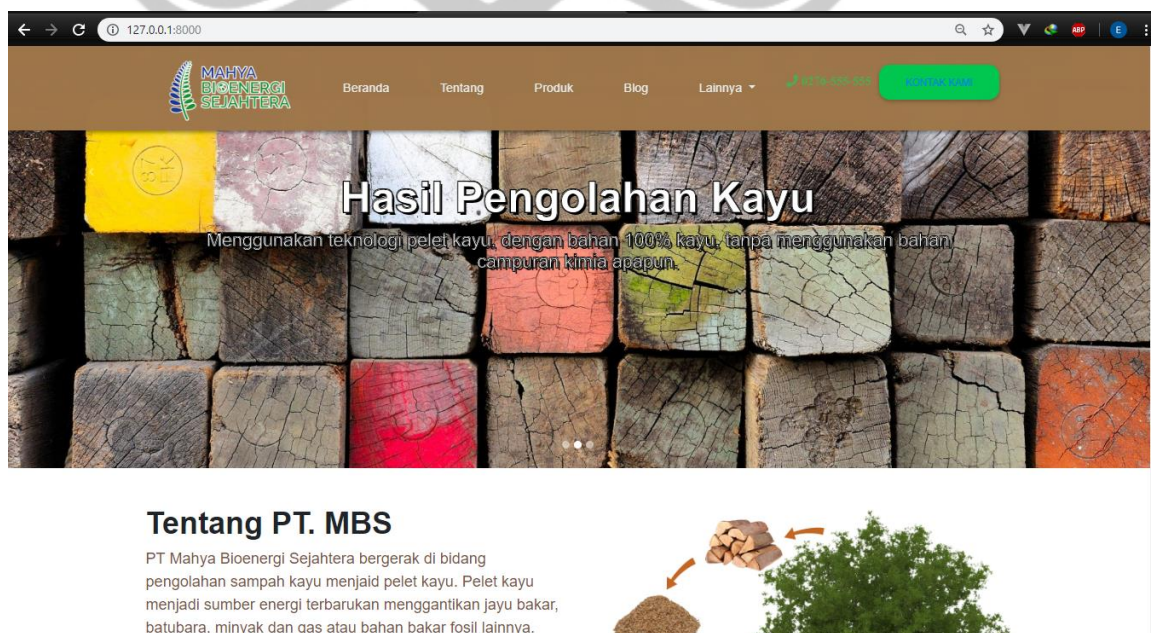 127.0.0.1:8000
ABP
E
MAHYA
BIOENERGI
SEJAHTERA
Beranda Tentang Produk Blog Lainnya
KONTAK KAMI
Hasil Pengolahan Kayu
Menggunakan teknologi pelet kayu, dengan bahan 100% kayu, tanpa menggunakan bahan
campuran kimia apapun.
Tentang PT. MBS
PT Mahya Bioenergi Sejahtera bergerak di bidang
pengolahan sampah kayu menjaid pelet kayu. Pelet kayu
menjadi sumber energi terbarukan menggantikan jayu bakar,
batubara, minyak dan gas atau bahan bakar fosil lainnya.